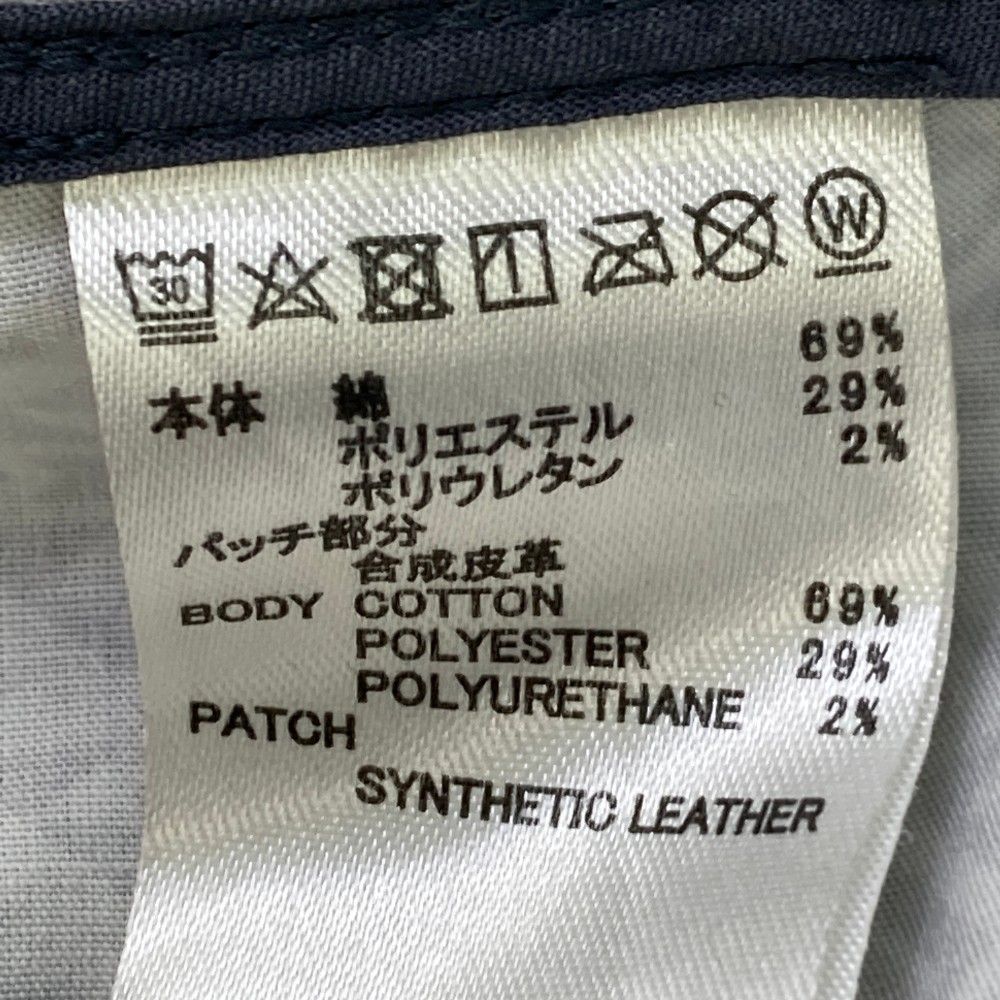 30 W
本体 綿 69%
ポリエステル 29%
ポリウレタン 2%
パッチ部分
合成皮革
BODY COTTON 69%
POLYESTER 29%
POLYURETHANE 2%
PATCH
SYNTHETIC LEATHER